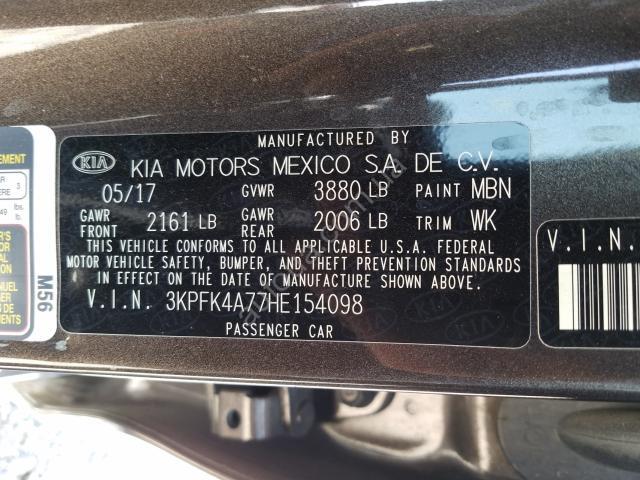 MANUFACTURED BY
KIA KIA MOTORS MEXICO S.A. DE C.V.
05/17 GVWR 3880 LB PAINT MBN
GAWR FRONT 2161 LB GAWR REAR 2006 LB TRIM WK
THIS VEHICLE CONFORMS TO ALL APPLICABLE U.S.A. FEDERAL
MOTOR VEHICLE SAFETY, BUMPER, AND THEFT PREVENTION STANDARDS
IN EFFECT ON THE DATE OF MANUFACTURE SHOWN ABOVE.
V.I.N. 3KPFK4A77HE154098
PASSENGER CAR
V.I.N.
M56